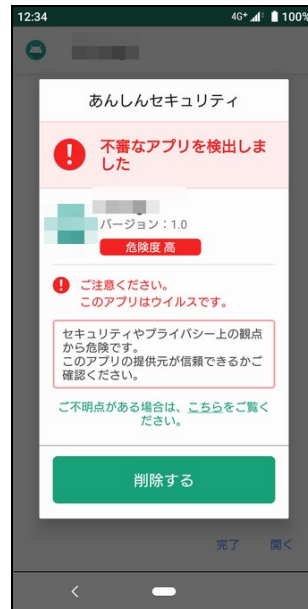 12:34
4G+
100%
あんしんセキュリティ
不審なアプリを検出しま
した
バージョン:1.0
危険度 高
ご注意ください。
このアプリはウイルスです。
セキュリティやプライバシー上の観点
から危険です。
このアプリの提供元が信頼できるかご
確認ください。
ご不明点がある場合は、こちらをご覧く
ださい。
削除する
完了 開く